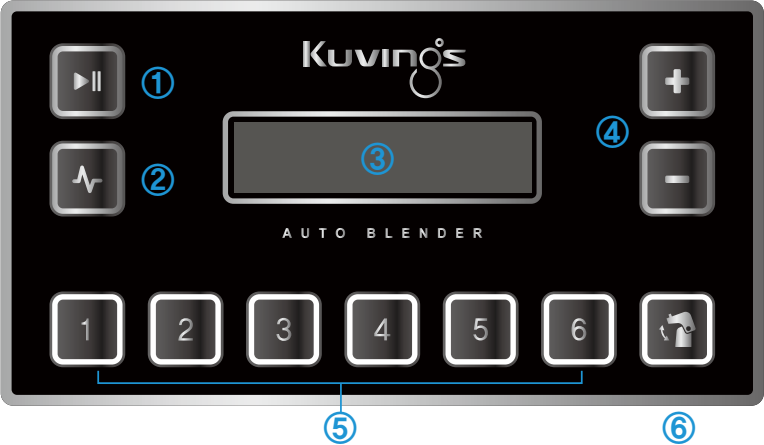 Kuvings
①
②
③
④
AUTO BLENDER
1 2 3 4 5 6
⑤ ⑥